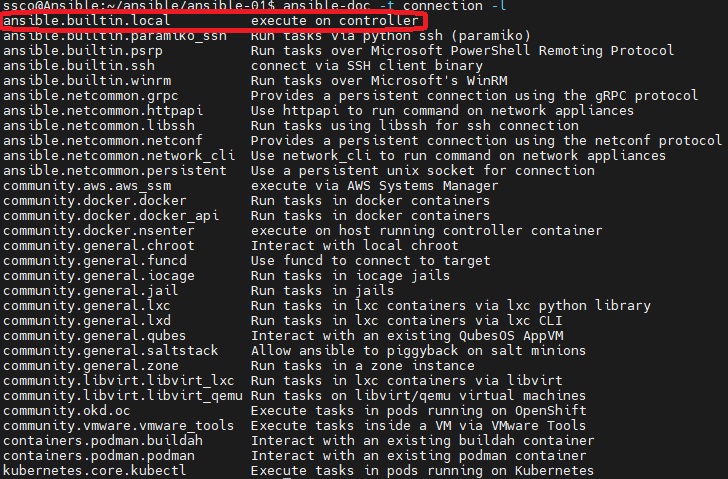 ssco@Ansible:~/ansible/ansible-01$ ansible-doc -t connection -l
ansible.builtin.local execute on controller
ansible.builtin.paramiko_ssh Run tasks via python ssh (paramiko)
ansible.builtin.psrp Run tasks over Microsoft PowerShell Remoting Protocol
ansible.builtin.ssh connect via SSH client binary
ansible.builtin.winrm Run tasks over Microsoft's WinRM
ansible.netcommon.grpc Provides a persistent connection using the gRPC protocol
ansible.netcommon.httpapi Use httpapi to run command on network appliances
ansible.netcommon.libssh Run tasks using libssh for ssh connection
ansible.netcommon.netconf Provides a persistent connection using the netconf protocol
ansible.netcommon.network_cli Use network_cli to run command on network appliances
ansible.netcommon.persistent Use a persistent unix socket for connection
community.aws.aws_ssm execute via AWS Systems Manager
community.docker.docker Run tasks in docker containers
community.docker.docker_api Run tasks in docker containers
community.docker.nsenter execute on host running controller container
community.general.chroot Interact with local chroot
community.general.funcd Use funcd to connect to target
community.general.iocage Run tasks in iocage jails
community.general.jail Run tasks in jails
community.general.lxc Run tasks in lxc containers via lxc python library
community.general.lxd Run tasks in lxc containers via lxc CLI
community.general.qubes Interact with an existing QubesOS AppVM
community.general.saltstack Allow ansible to piggyback on salt minions
community.general.zone Run tasks in a zone instance
community.libvirt.libvirt_lxc Run tasks in lxc containers via libvirt
community.libvirt.libvirt_qemu Run tasks on libvirt/qemu virtual machines
community.okd.oc Execute tasks in pods running on OpenShift
community.vmware.vmware_tools Execute tasks inside a VM via VMware Tools
containers.podman.buildah Interact with an existing buildah container
containers.podman.podman Interact with an existing podman container
kubernetes.core.kubectl Execute tasks in pods running on Kubernetes